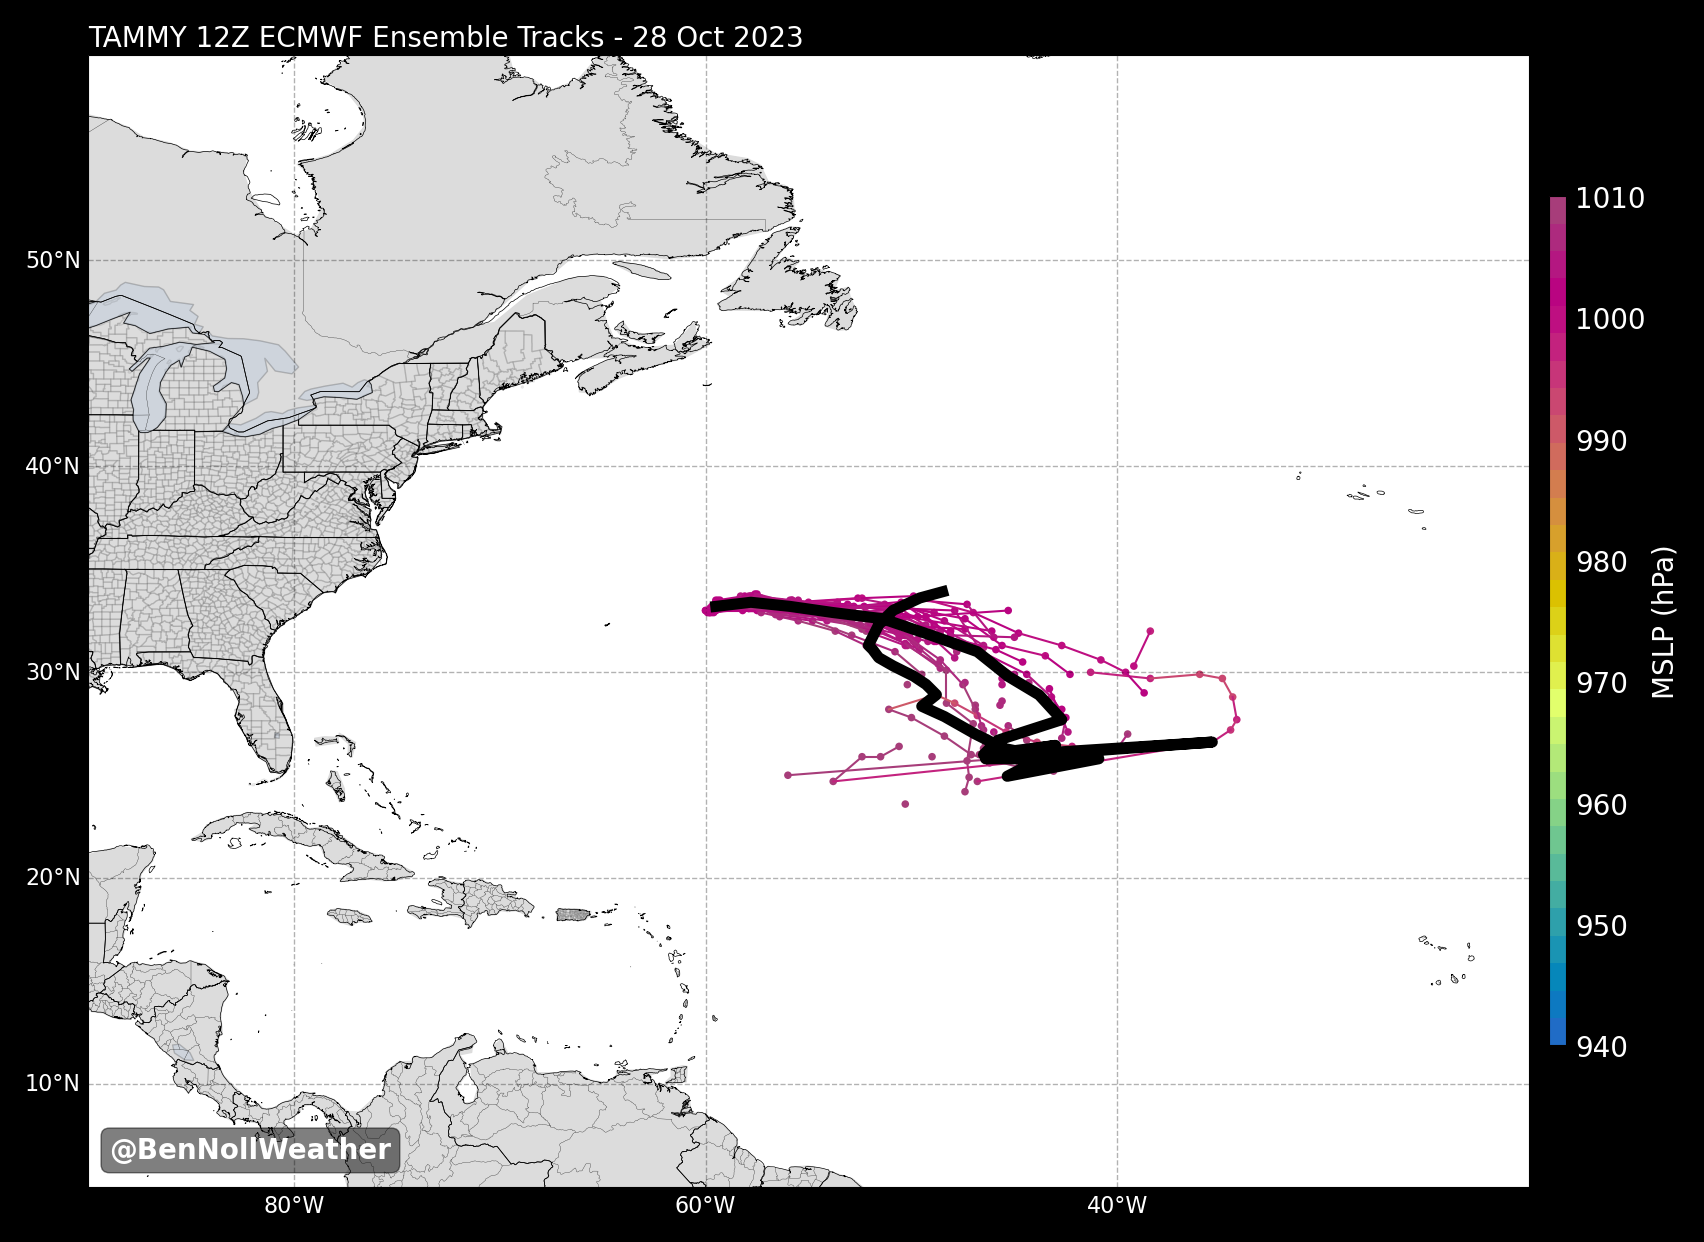 TAMMY 12Z ECMWF Ensemble Tracks - 28 Oct 2023
50°N
40°N
30°N
20°N
10°N
80°W
60°W
40°W
1010
1000
990
980
970
960
950
940
MSLP (hPa)
@BenNollWeather